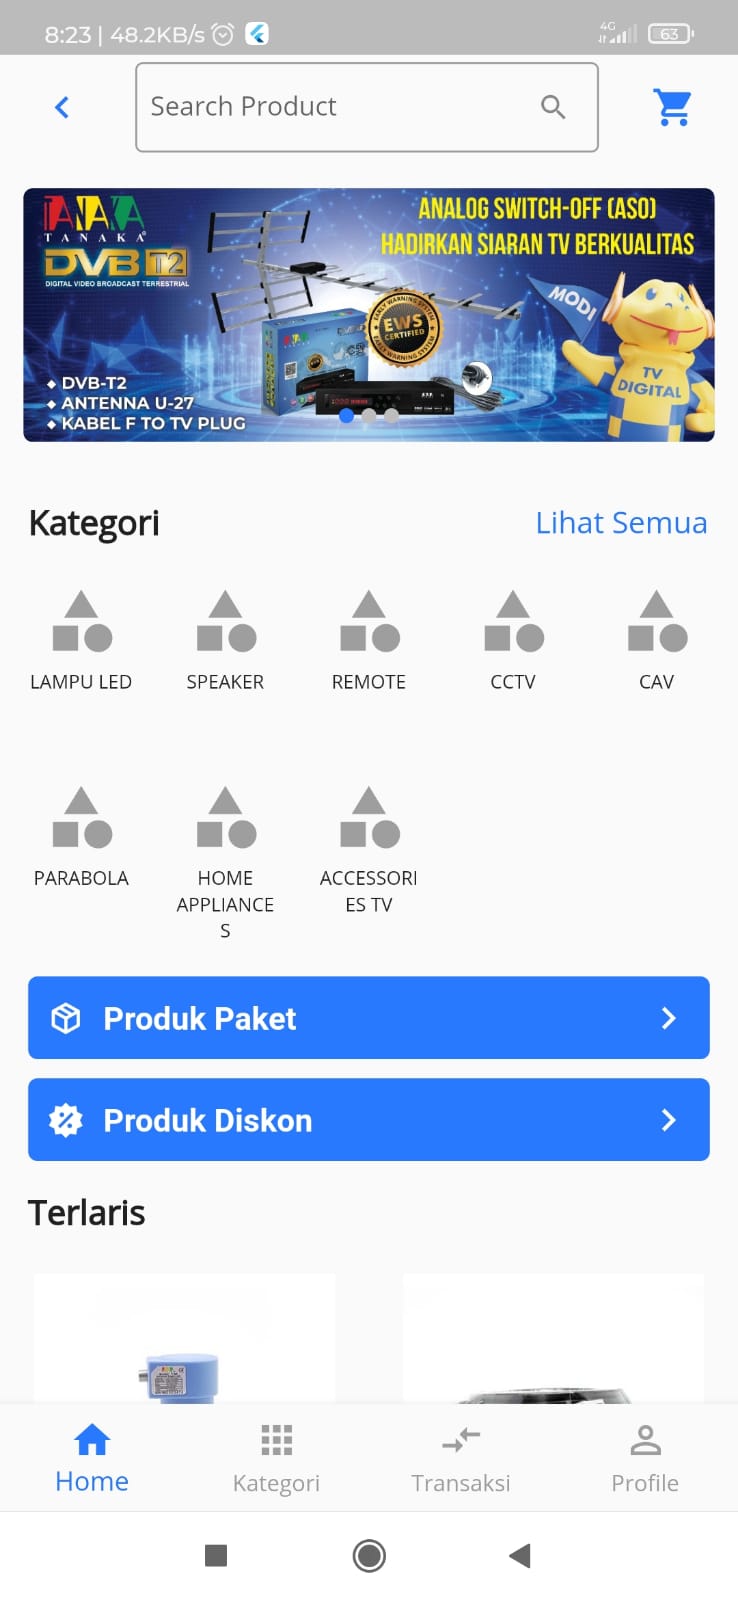 8:23 | 48.2KB/s
4G
63
Search Product
TANAKA
DVB T2
DIGITAL VIDEO BROADCAST TERRESTRIAL
ANALOG SWITCH-OFF (ASO)
HADIRKAN SIARAN TV BERKUALITAS
MODI
EARLY WARNING SYSTEM
EWS
CERTIFIED
EARLY WARNING SYSTEM
TV
DIGITAL
◆ DVB-T2
◆ ANTENNA U-27
◆ KABEL F TO TV PLUG
Kategori
Lihat Semua
LAMPU LED
SPEAKER
REMOTE
CCTV
CAV
PARABOLA
HOME
APPLIANCE
S
ACCESSORI
ES TV
Produk Paket
Produk Diskon
Terlaris
Home
Kategori
Transaksi
Profile